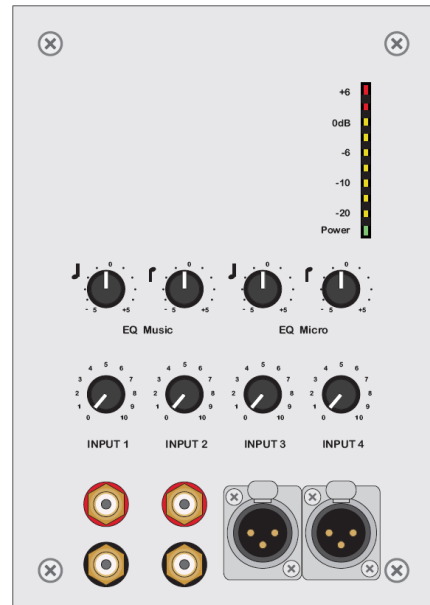 +6
0dB
-6
-10
-20
Power
0 0 0 0
- 5 +5 - 5 +5 - 5 +5 - 5 +5
EQ Music EQ Micro
4 5 6 4 5 6 4 5 6 4 5 6
3 7 3 7 3 7 3 7
2 8 2 8 2 8 2 8
1 9 1 9 1 9 1 9
0 10 0 10 0 10 0 10
INPUT 1 INPUT 2 INPUT 3 INPUT 4